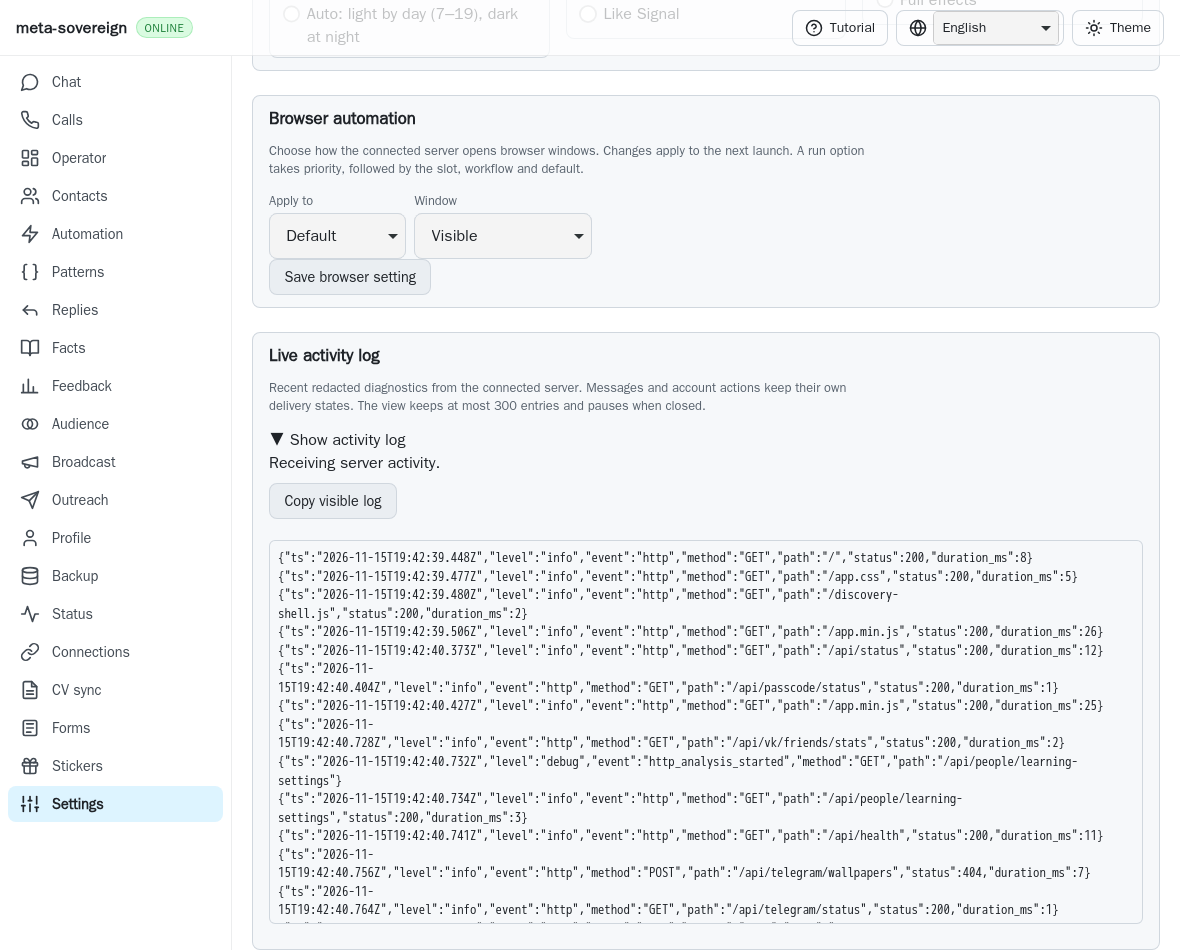 meta-sovereign ONLINE
Auto: light by day (7–19), dark
at night
Like Signal
Full effects
Tutorial
English
Theme
Chat
Calls
Operator
Contacts
Automation
Patterns
Replies
Facts
Feedback
Audience
Broadcast
Outreach
Profile
Backup
Status
Connections
CV sync
Forms
Stickers
Settings
Browser automation
Choose how the connected server opens browser windows. Changes apply to the next launch. A run option
takes priority, followed by the slot, workflow and default.
Apply to
Window
Default
Visible
Save browser setting
Live activity log
Recent redacted diagnostics from the connected server. Messages and account actions keep their own
delivery states. The view keeps at most 300 entries and pauses when closed.
▼ Show activity log
Receiving server activity.
Copy visible log
{"ts":"2026-11-15T19:42:39.448Z","level":"info","event":"http","method":"GET","path":"/","status":200,"duration_ms":8}
{"ts":"2026-11-15T19:42:39.477Z","level":"info","event":"http","method":"GET","path":"/app.css","status":200,"duration_ms":5}
{"ts":"2026-11-15T19:42:39.480Z","level":"info","event":"http","method":"GET","path":"/discovery-
shell.js","status":200,"duration_ms":2}
{"ts":"2026-11-15T19:42:39.506Z","level":"info","event":"http","method":"GET","path":"/app.min.js","status":200,"duration_ms":26}
{"ts":"2026-11-15T19:42:40.373Z","level":"info","event":"http","method":"GET","path":"/api/status","status":200,"duration_ms":12}
{"ts":"2026-11-
15T19:42:40.404Z","level":"info","event":"http","method":"GET","path":"/api/passcode/status","status":200,"duration_ms":1}
{"ts":"2026-11-15T19:42:40.427Z","level":"info","event":"http","method":"GET","path":"/app.min.js","status":200,"duration_ms":25}
{"ts":"2026-11-
15T19:42:40.728Z","level":"info","event":"http","method":"GET","path":"/api/vk/friends/stats","status":200,"duration_ms":2}
{"ts":"2026-11-15T19:42:40.732Z","level":"debug","event":"http_analysis_started","method":"GET","path":"/api/people/learning-
settings"}
{"ts":"2026-11-15T19:42:40.734Z","level":"info","event":"http","method":"GET","path":"/api/people/learning-
settings","status":200,"duration_ms":3}
{"ts":"2026-11-15T19:42:40.741Z","level":"info","event":"http","method":"GET","path":"/api/health","status":200,"duration_ms":11}
{"ts":"2026-11-
15T19:42:40.756Z","level":"info","event":"http","method":"POST","path":"/api/telegram/wallpapers","status":404,"duration_ms":7}
{"ts":"2026-11-
15T19:42:40.764Z","level":"info","event":"http","method":"GET","path":"/api/telegram/status","status":200,"duration_ms":1}